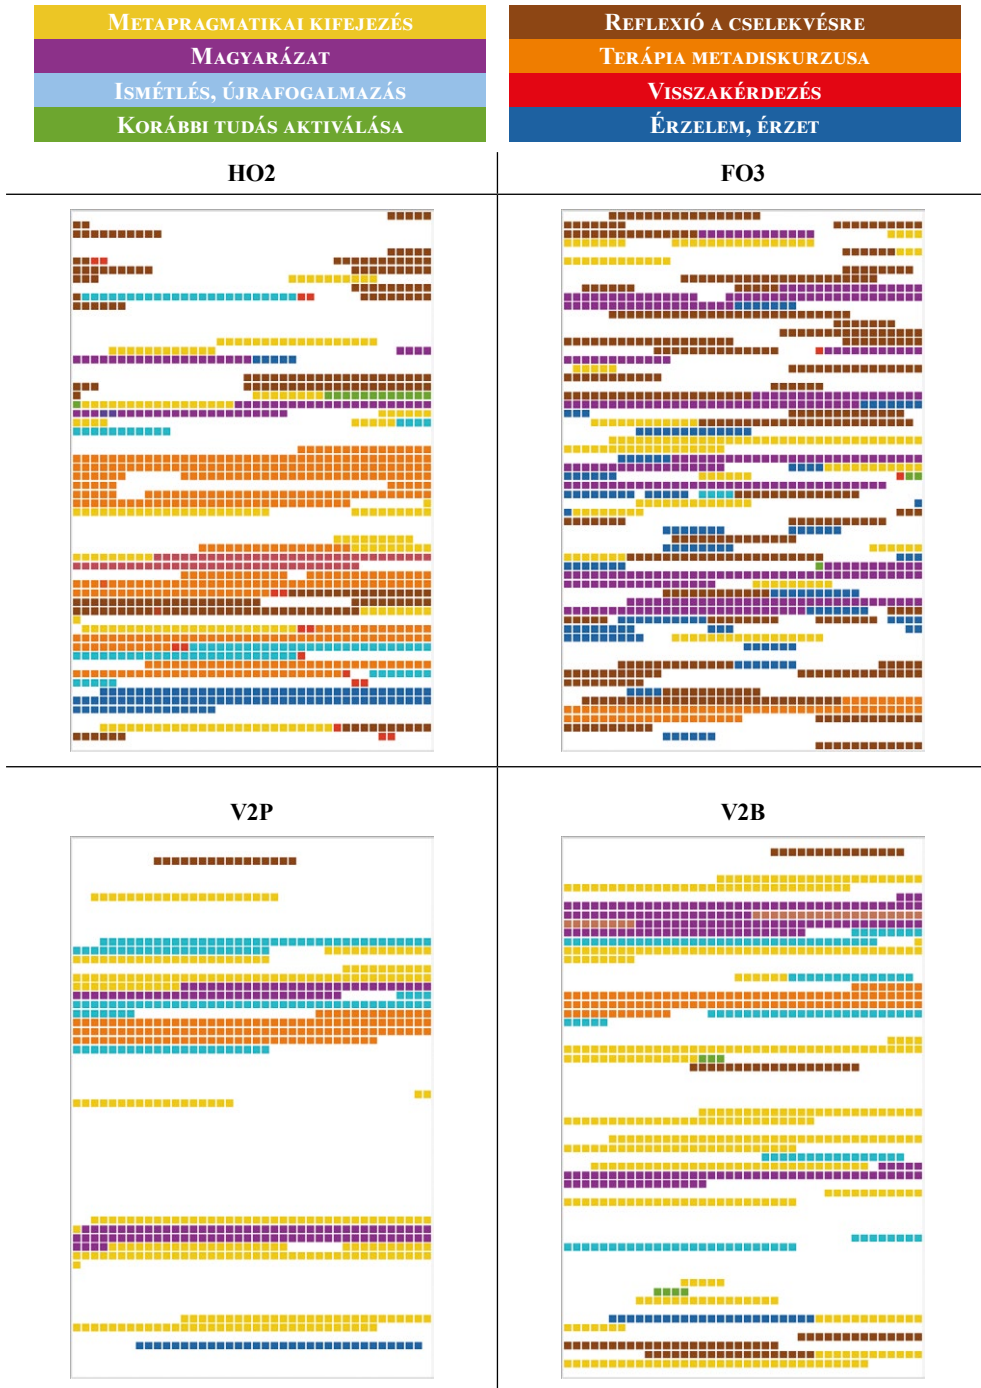 Metapragmatikai kifejezés
Magyarázat
Ismétlés, újrafogalmazás
Korábbi tudás aktiválása
Reflexió a cselekvésre
Terápia metadiskurzusa
Visszakérdezés
Érzelem, érzet
HO2
FO3
V2P
V2B